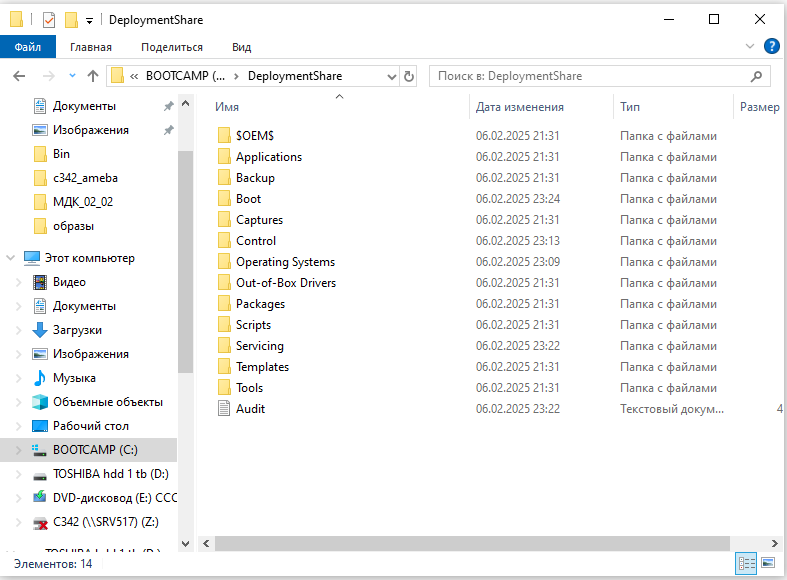 DeploymentShare
Файл Главная Поделиться Вид
« BOOTCAMP (... > DeploymentShare Поиск в: DeploymentShare
Документы
Изображения
Bin
c342_ameba
МДК_02_02
образы
Этот компьютер
Видео
Документы
Загрузки
Изображения
Музыка
Объемные объекты
Рабочий стол
BOOTCAMP (C:)
TOSHIBA hdd 1 tb (D:)
DVD-дисковод (E:) CCC
C342 (\\SRV517) (Z:)
TOSHIBA hdd 1 tb (D:)
Имя Дата изменения Тип Размер
$OEM$ 06.02.2025 21:31 Папка с файлами
Applications 06.02.2025 21:31 Папка с файлами
Backup 06.02.2025 21:31 Папка с файлами
Boot 06.02.2025 23:24 Папка с файлами
Captures 06.02.2025 21:31 Папка с файлами
Control 06.02.2025 23:13 Папка с файлами
Operating Systems 06.02.2025 23:09 Папка с файлами
Out-of-Box Drivers 06.02.2025 21:31 Папка с файлами
Packages 06.02.2025 21:31 Папка с файлами
Scripts 06.02.2025 21:31 Папка с файлами
Servicing 06.02.2025 23:22 Папка с файлами
Templates 06.02.2025 21:31 Папка с файлами
Tools 06.02.2025 21:31 Папка с файлами
Audit 06.02.2025 23:22 Текстовый докум... 4
Элементов: 14